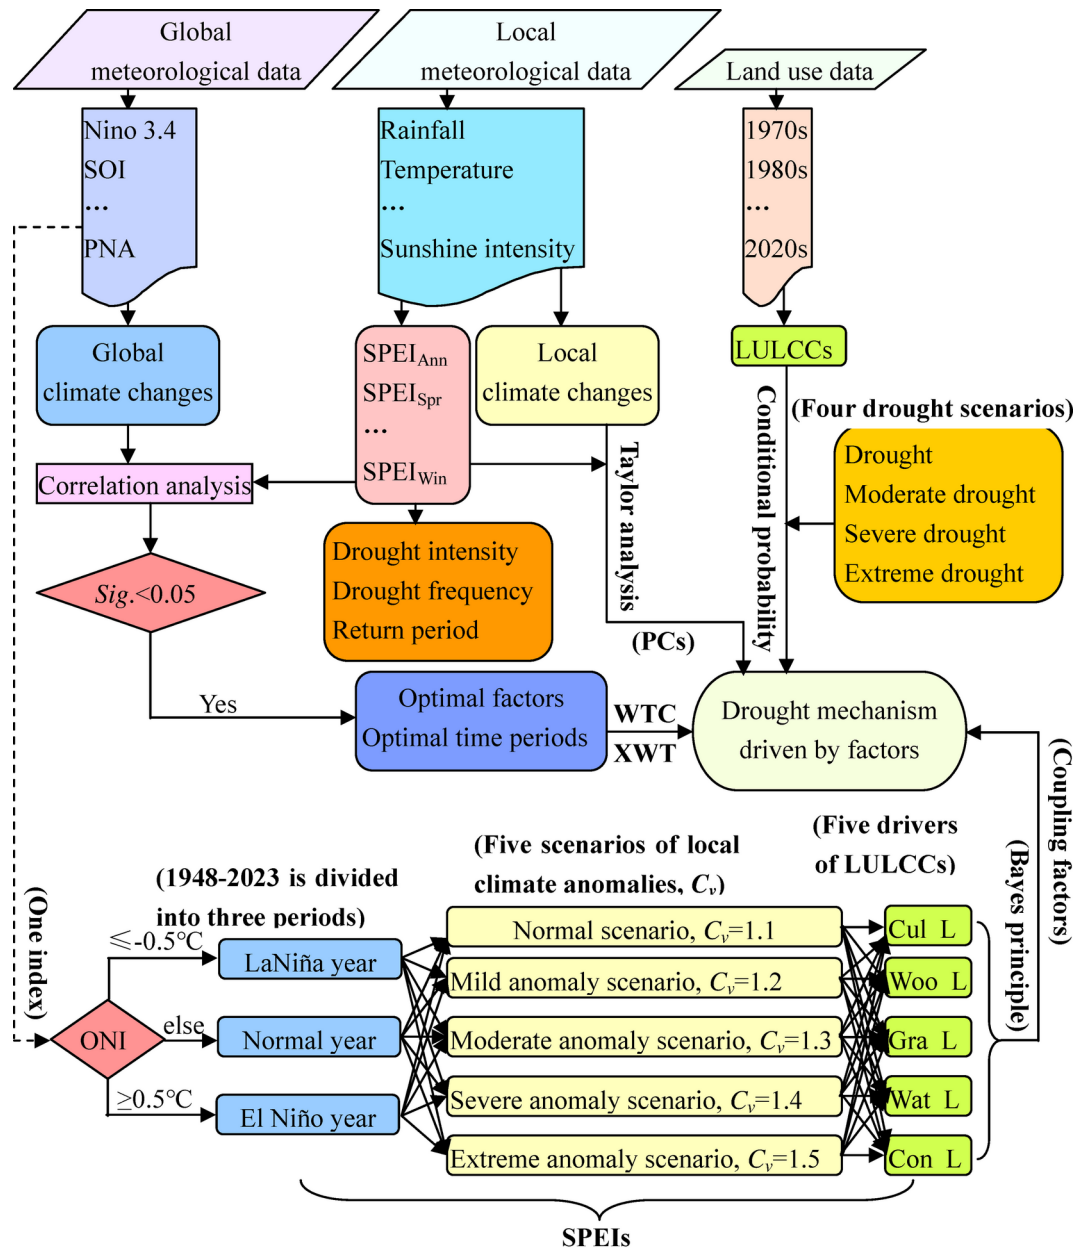 Global
meteorological data
Local
meteorological data
Land use data
Nino 3.4
SOI
...
PNA
Rainfall
Temperature
...
Sunshine intensity
1970s
1980s
...
2020s
Global
climate changes
SPEIAnn
SPEISpr
...
SPEIWin
Local
climate changes
LULCCs
(Four drought scenarios)
Drought
Moderate drought
Severe drought
Extreme drought
Conditional probability
Taylor analysis
(PCs)
Correlation analysis
Sig.<0.05
Yes
Drought intensity
Drought frequency
Return period
Optimal factors
Optimal time periods
WTC
XWT
Drought mechanism
driven by factors
(Coupling factors)
(Bayes principle)
(One index)
(1948-2023 is divided
into three periods)
(Five scenarios of local
climate anomalies, Cv)
(Five drivers
of LULCCs)
ONI
≤-0.5℃
else
≥0.5℃
LaNiña year
Normal year
El Niño year
Normal scenario, Cv=1.1
Mild anomaly scenario, Cv=1.2
Moderate anomaly scenario, Cv=1.3
Severe anomaly scenario, Cv=1.4
Extreme anomaly scenario, Cv=1.5
Cul L
Woo L
Gra L
Wat L
Con L
SPEIs